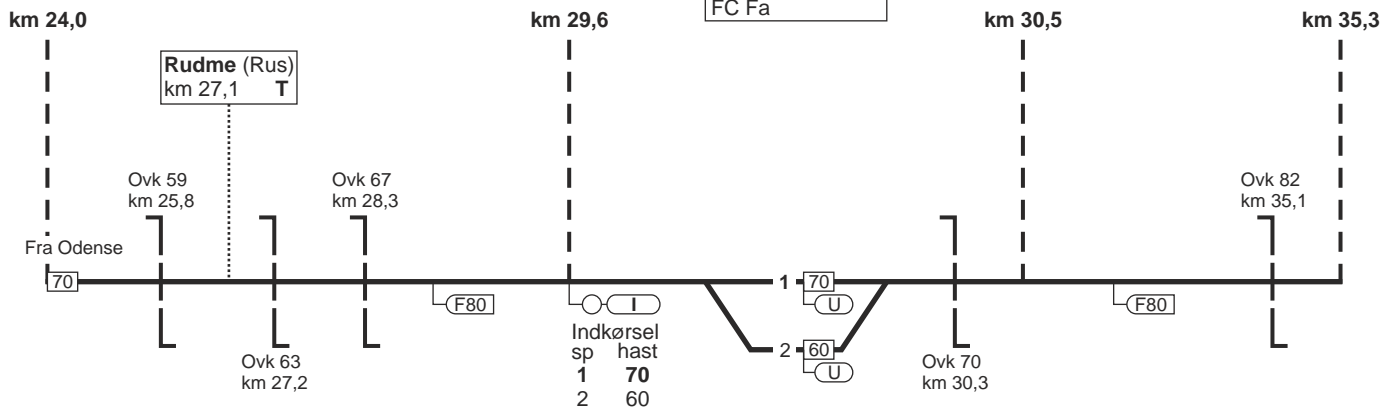 FC Fa
km 24,0
km 29,6
km 30,5
km 35,3
Rudme (Rus)
km 27,1 T
Ovk 59
km 25,8
Ovk 67
km 28,3
Ovk 82
km 35,1
Fra Odense
70
1 70
F80
I
U
F80
Indkørsel
sp hast
1 70
2 60
2 60
U
Ovk 63
km 27,2
Ovk 70
km 30,3